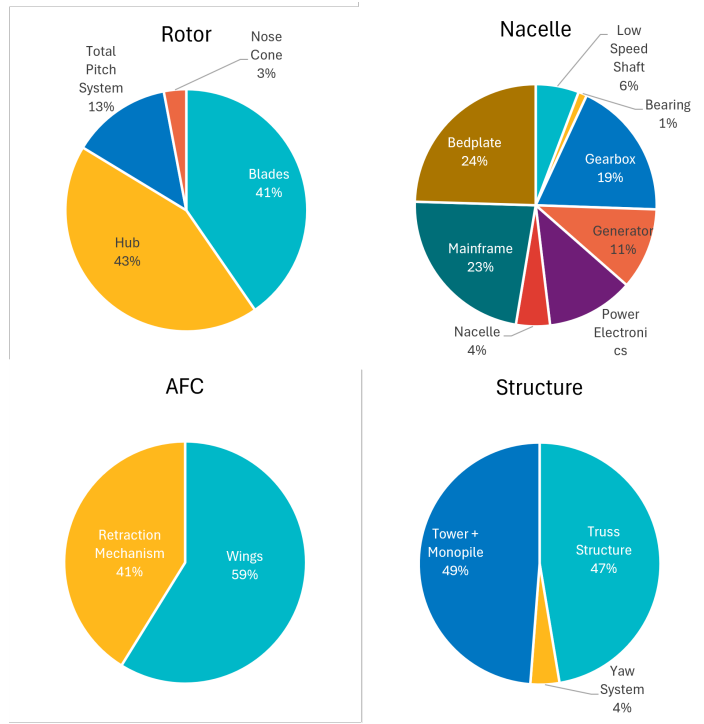 Rotor
Nose
Cone
3%
Total
Pitch
System
13%
Blades
41%
Hub
43%
Nacelle
Low
Speed
Shaft
6%
Bearing
1%
Bedplate
24%
Gearbox
19%
Generator
11%
Mainframe
23%
Nacelle
4%
Power
Electroni
cs
AFC
Retraction
Mechanism
41%
Wings
59%
Structure
Tower +
Monopile
49%
Truss
Structure
47%
Yaw
System
4%